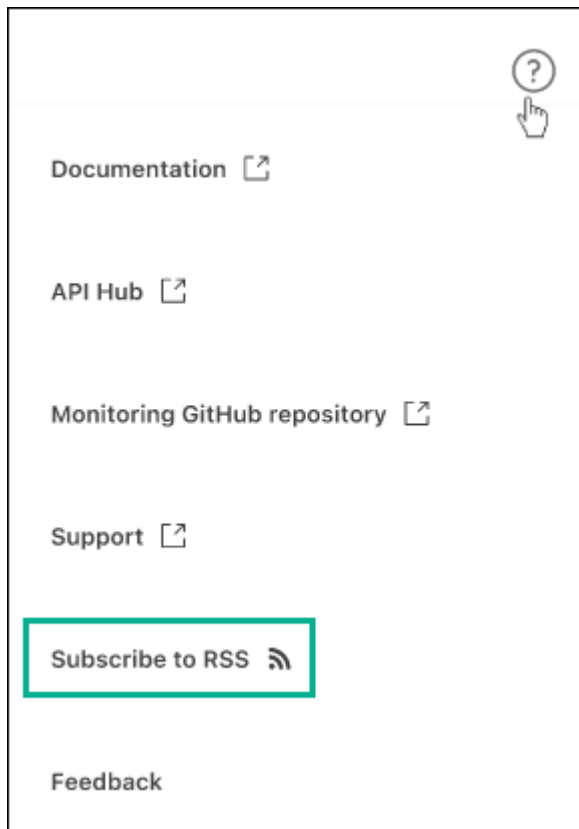 ?
Documentation
API Hub
Monitoring GitHub repository
Support
Subscribe to RSS
Feedback